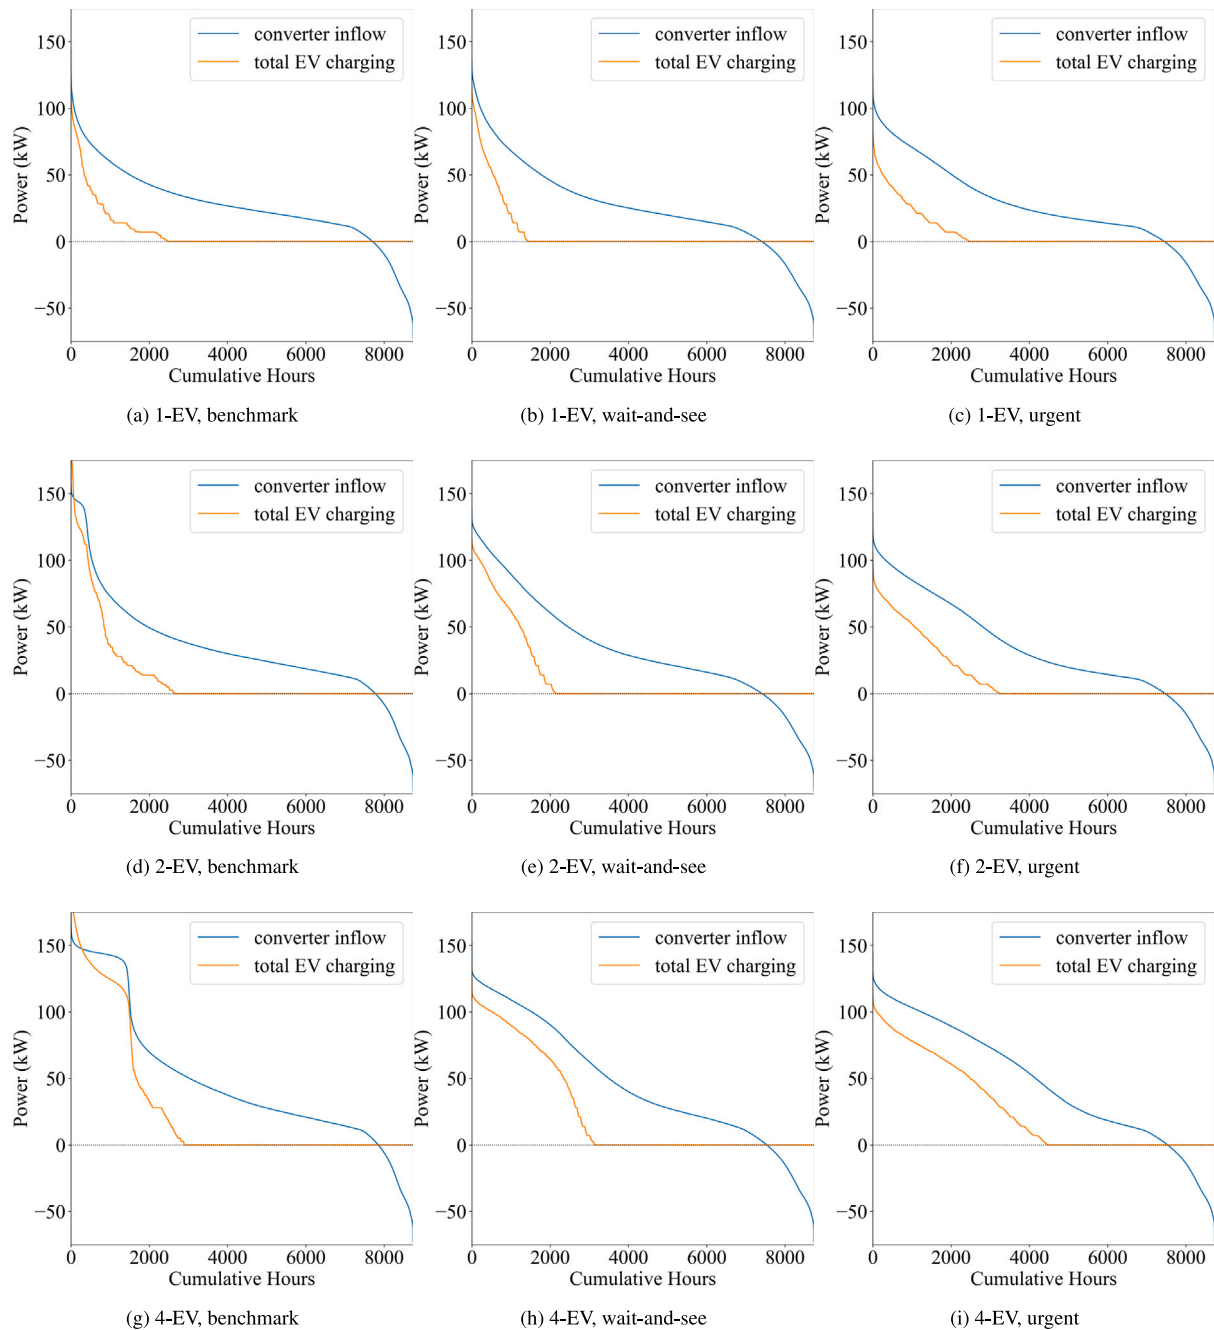 converter inflow
total EV charging
Power (kW)
150
100
50
0
−50
0 2000 4000 6000 8000
Cumulative Hours
(a) 1-EV, benchmark
converter inflow
total EV charging
Power (kW)
150
100
50
0
−50
0 2000 4000 6000 8000
Cumulative Hours
(b) 1-EV, wait-and-see
converter inflow
total EV charging
Power (kW)
150
100
50
0
−50
0 2000 4000 6000 8000
Cumulative Hours
(c) 1-EV, urgent
converter inflow
total EV charging
Power (kW)
150
100
50
0
−50
0 2000 4000 6000 8000
Cumulative Hours
(d) 2-EV, benchmark
converter inflow
total EV charging
Power (kW)
150
100
50
0
−50
0 2000 4000 6000 8000
Cumulative Hours
(e) 2-EV, wait-and-see
converter inflow
total EV charging
Power (kW)
150
100
50
0
−50
0 2000 4000 6000 8000
Cumulative Hours
(f) 2-EV, urgent
converter inflow
total EV charging
Power (kW)
150
100
50
0
−50
0 2000 4000 6000 8000
Cumulative Hours
(g) 4-EV, benchmark
converter inflow
total EV charging
Power (kW)
150
100
50
0
−50
0 2000 4000 6000 8000
Cumulative Hours
(h) 4-EV, wait-and-see
converter inflow
total EV charging
Power (kW)
150
100
50
0
−50
0 2000 4000 6000 8000
Cumulative Hours
(i) 4-EV, urgent